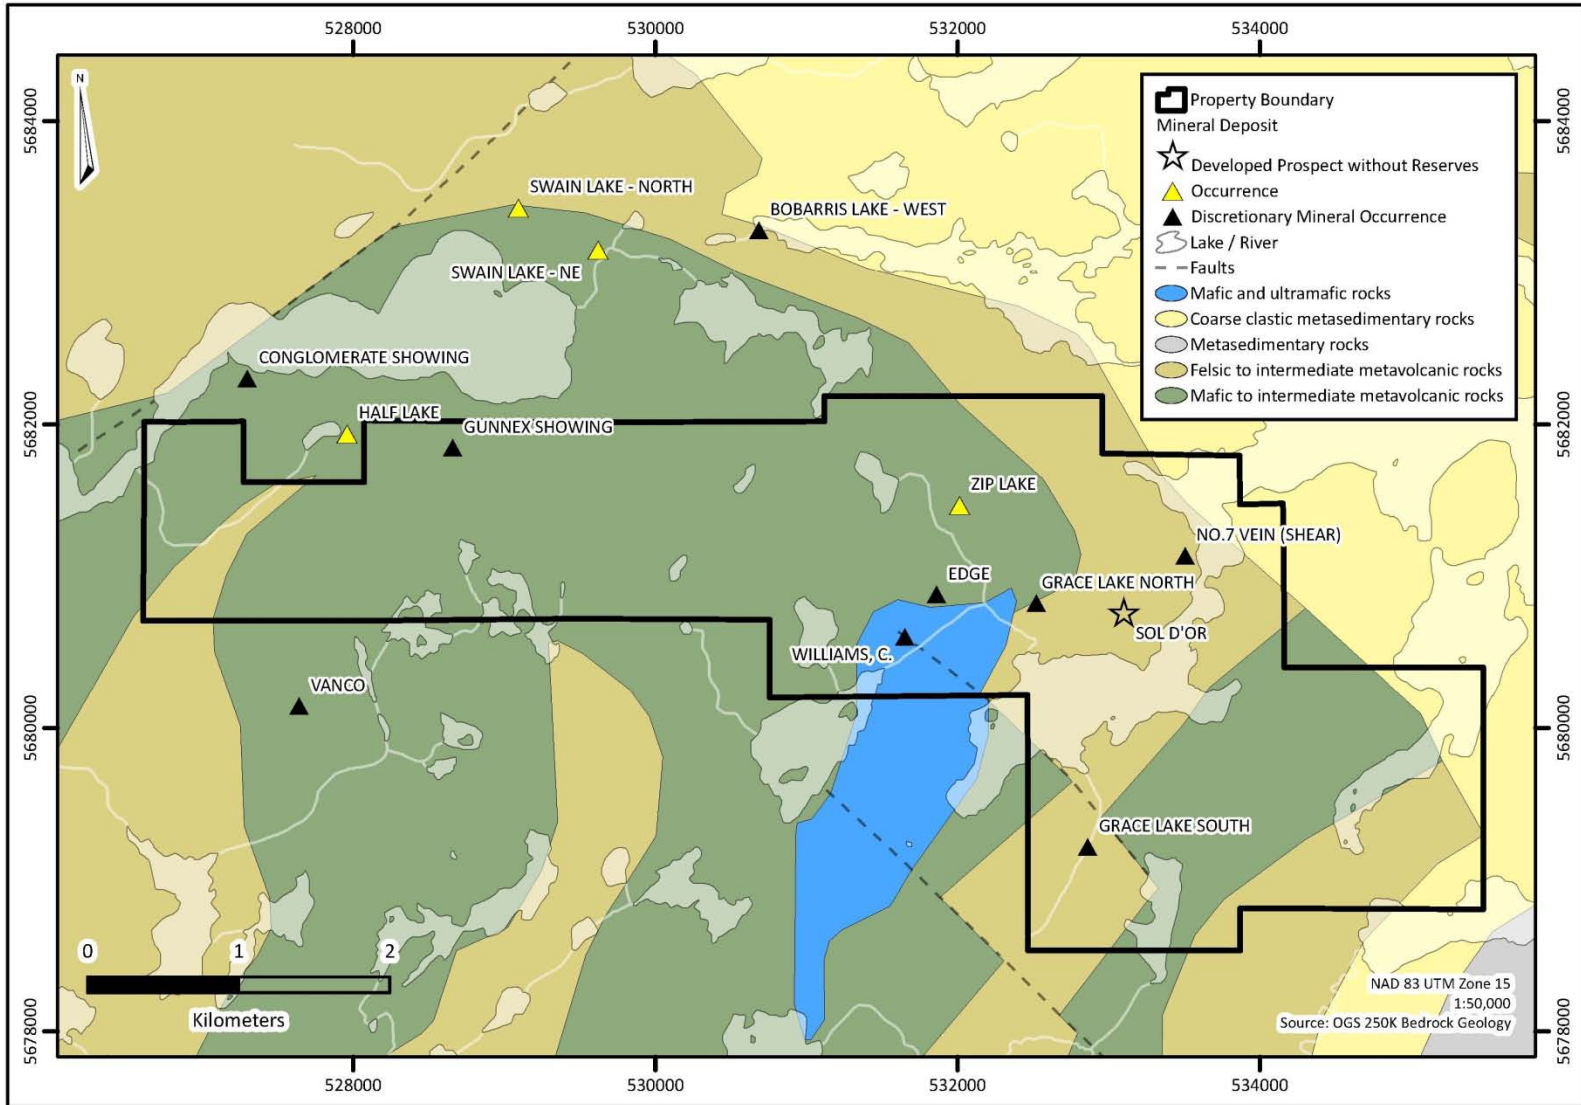 528000
530000
532000
534000
5684000
5684000
N
Property Boundary
Mineral Deposit
Developed Prospect without Reserves
Occurrence
Discretionary Mineral Occurrence
Lake / River
Faults
Mafic and ultramafic rocks
Coarse clastic metasedimentary rocks
Metasedimentary rocks
Felsic to intermediate metavolcanic rocks
Mafic to intermediate metavolcanic rocks
SWAIN LAKE - NORTH
BOBARRIS LAKE - WEST
SWAIN LAKE - NE
CONGLOMERATE SHOWING
HALF LAKE
GUNNEX SHOWING
5682000
5682000
ZIP LAKE
NO.7 VEIN (SHEAR)
EDGE
GRACE LAKE NORTH
SOL D'OR
WILLIAMS, C.
VANCO
5680000
5680000
GRACE LAKE SOUTH
0
1
2
Kilometers
NAD 83 UTM Zone 15
1:50,000
Source: OGS 250K Bedrock Geology
5678000
5678000
528000
530000
532000
534000